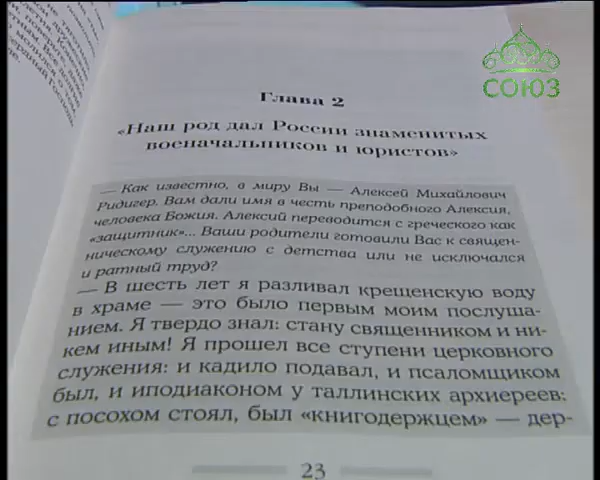 СОЮЗ
Глава 2
«Наш род дал России знаменитых
военачальников и юристов»
— Как известно, в миру Вы — Алексей Михайлович
Ридигер. Вам дали имя в честь преподобного Алексия,
человека Божия. Алексий переводится с греческого как
«защитник»... Ваши родители готовили Вас к священ-
ническому служению с детства или не исключался
и ратный труд?
— В шесть лет я разливал крещенскую воду
в храме — это было первым моим послуша-
нием. Я твердо знал: стану священником и ни-
кем иным! Я прошел все ступени церковного
служения: и кадило подавал, и псаломщиком
был, и иподиаконом у таллинских архиереев:
с посохом стоял, был «книгодержцем» — дер-
23